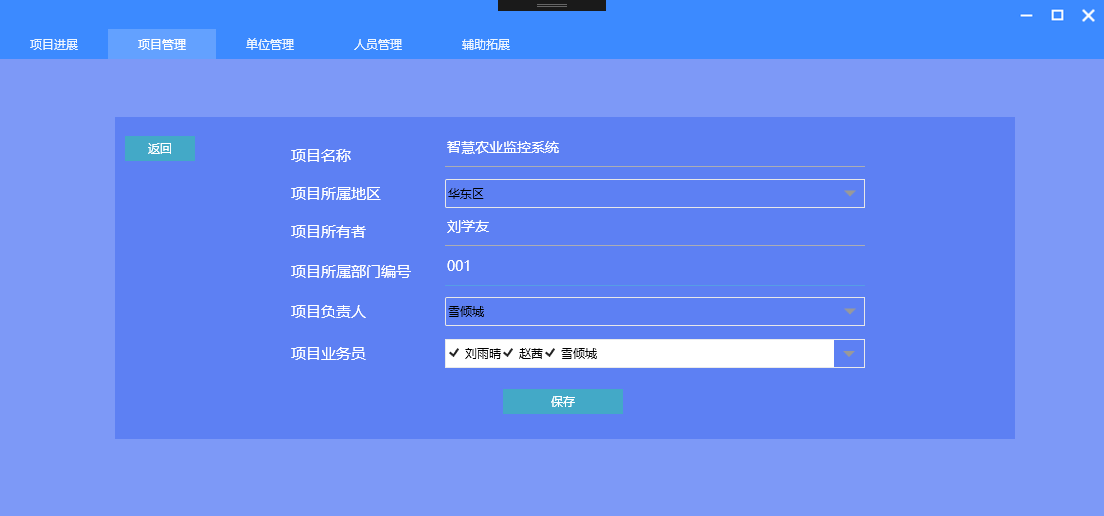 项目进展 项目管理 单位管理 人员管理 辅助拓展
返回
项目名称 智慧农业监控系统
项目所属地区 华东区
项目所有者 刘学友
项目所属部门编号 001
项目负责人 雪倾城
项目业务员 ✔ 刘雨晴 ✔ 赵茜 ✔ 雪倾城
保存